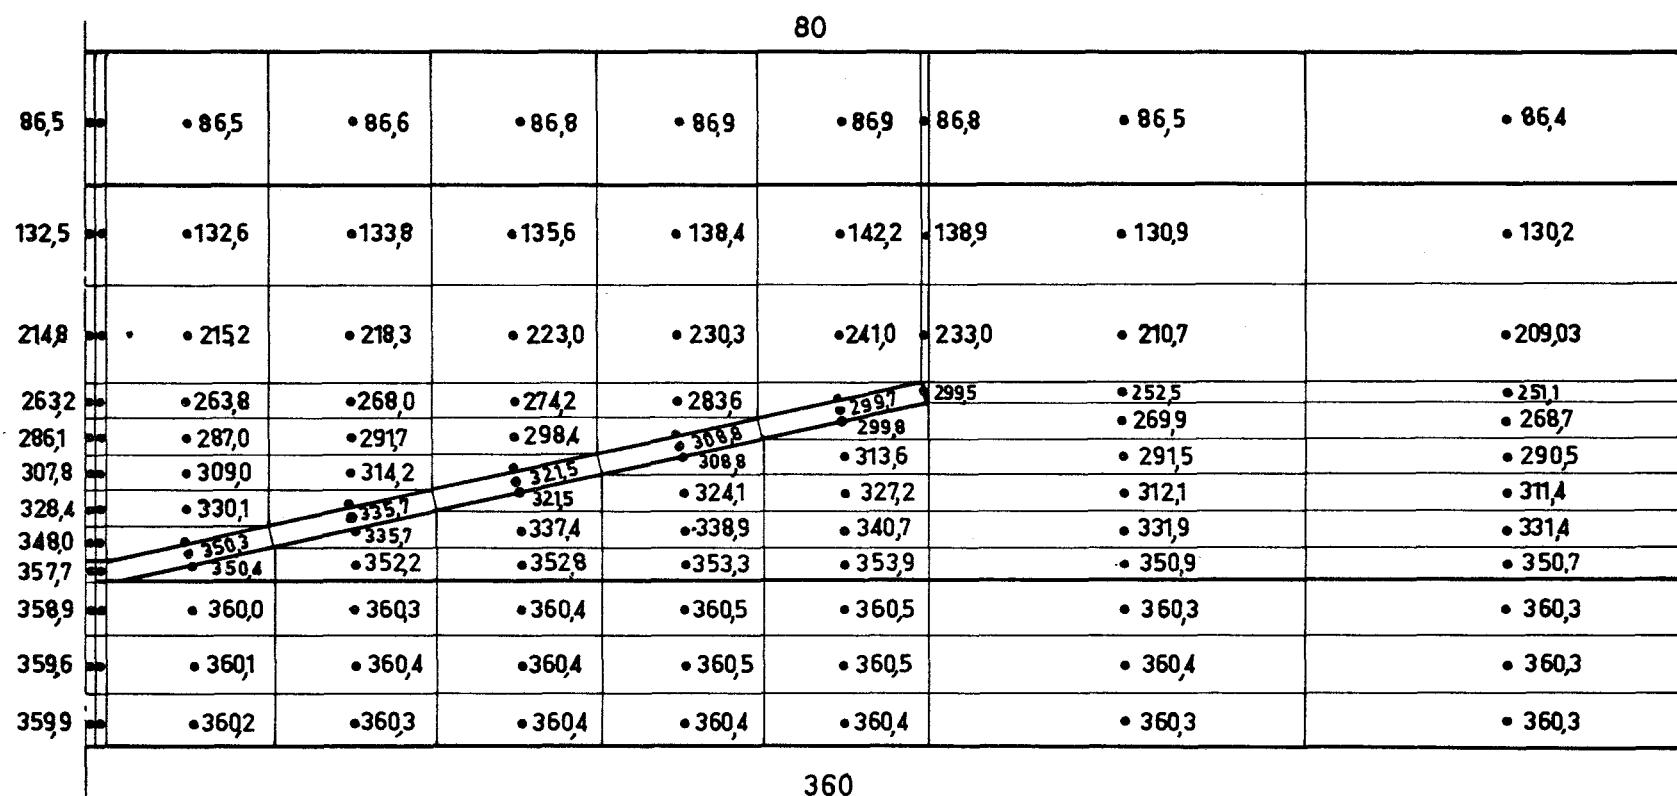 80
86,5 86,5 86,6 86,8 86,9 86,9 86,8 86,5 86,4
132,5 132,6 133,8 135,6 138,4 142,2 138,9 130,9 130,2
214,8 215,2 218,3 223,0 230,3 241,0 233,0 210,7 209,03
263,2 263,8 268,0 274,2 283,6 299,7 299,5 252,5 251,1
286,1 287,0 291,7 298,4 308,8 299,8 269,9 268,7
307,8 309,0 314,2 321,5 308,8 313,6 291,5 290,5
328,4 330,1 335,7 321,5 324,1 327,2 312,1 311,4
348,0 350,3 335,7 337,4 338,9 340,7 331,9 331,4
357,7 350,4 352,2 352,8 353,3 353,9 350,9 350,7
358,9 360,0 360,3 360,4 360,5 360,5 360,3 360,3
359,6 360,1 360,4 360,4 360,5 360,5 360,4 360,3
359,9 360,2 360,3 360,4 360,4 360,4 360,3 360,3
360